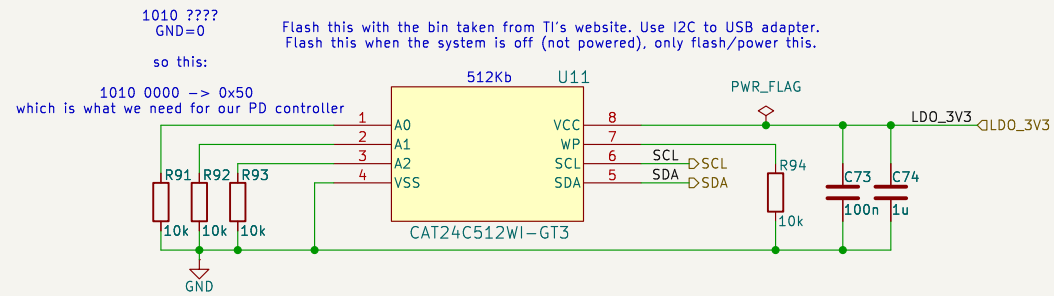 1010 ????
GND=0
so this:
1010 0000 -> 0x50
which is what we need for our PD controller
Flash this with the bin taken from TI's website. Use I2C to USB adapter.
Flash this when the system is off (not powered), only flash/power this.
512Kb
U11
PWR_FLAG
1
A0
2
A1
3
A2
4
VSS
VCC
8
WP
7
SCL
6
SDA
5
SCL
SCL
SDA
SDA
LDO_3V3
LDO_3V3
R91
10k
R92
10k
R93
10k
R94
10k
C73
100n
C74
1u
CAT24C512WI-GT3
GND